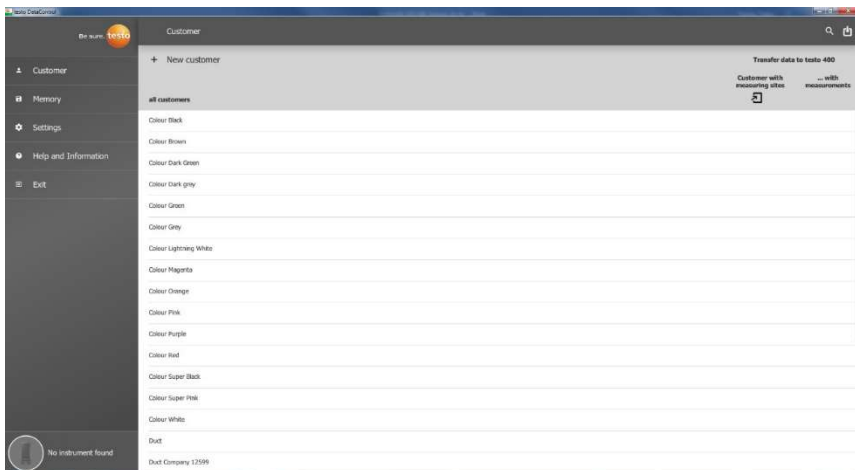 testo DataControl
Be sure. testo
Customer
Memory
Settings
Help and Information
Exit
No instrument found
Customer
+ New customer
Transfer data to testo 400
Customer with
measuring sites
... with
measurements
all customers
Colour Black
Colour Brown
Colour Dark Green
Colour Dark grey
Colour Green
Colour Grey
Colour Lightning White
Colour Magenta
Colour Orange
Colour Pink
Colour Purple
Colour Red
Colour Super Black
Colour Super Pink
Colour White
Duct
Duct Company 12599